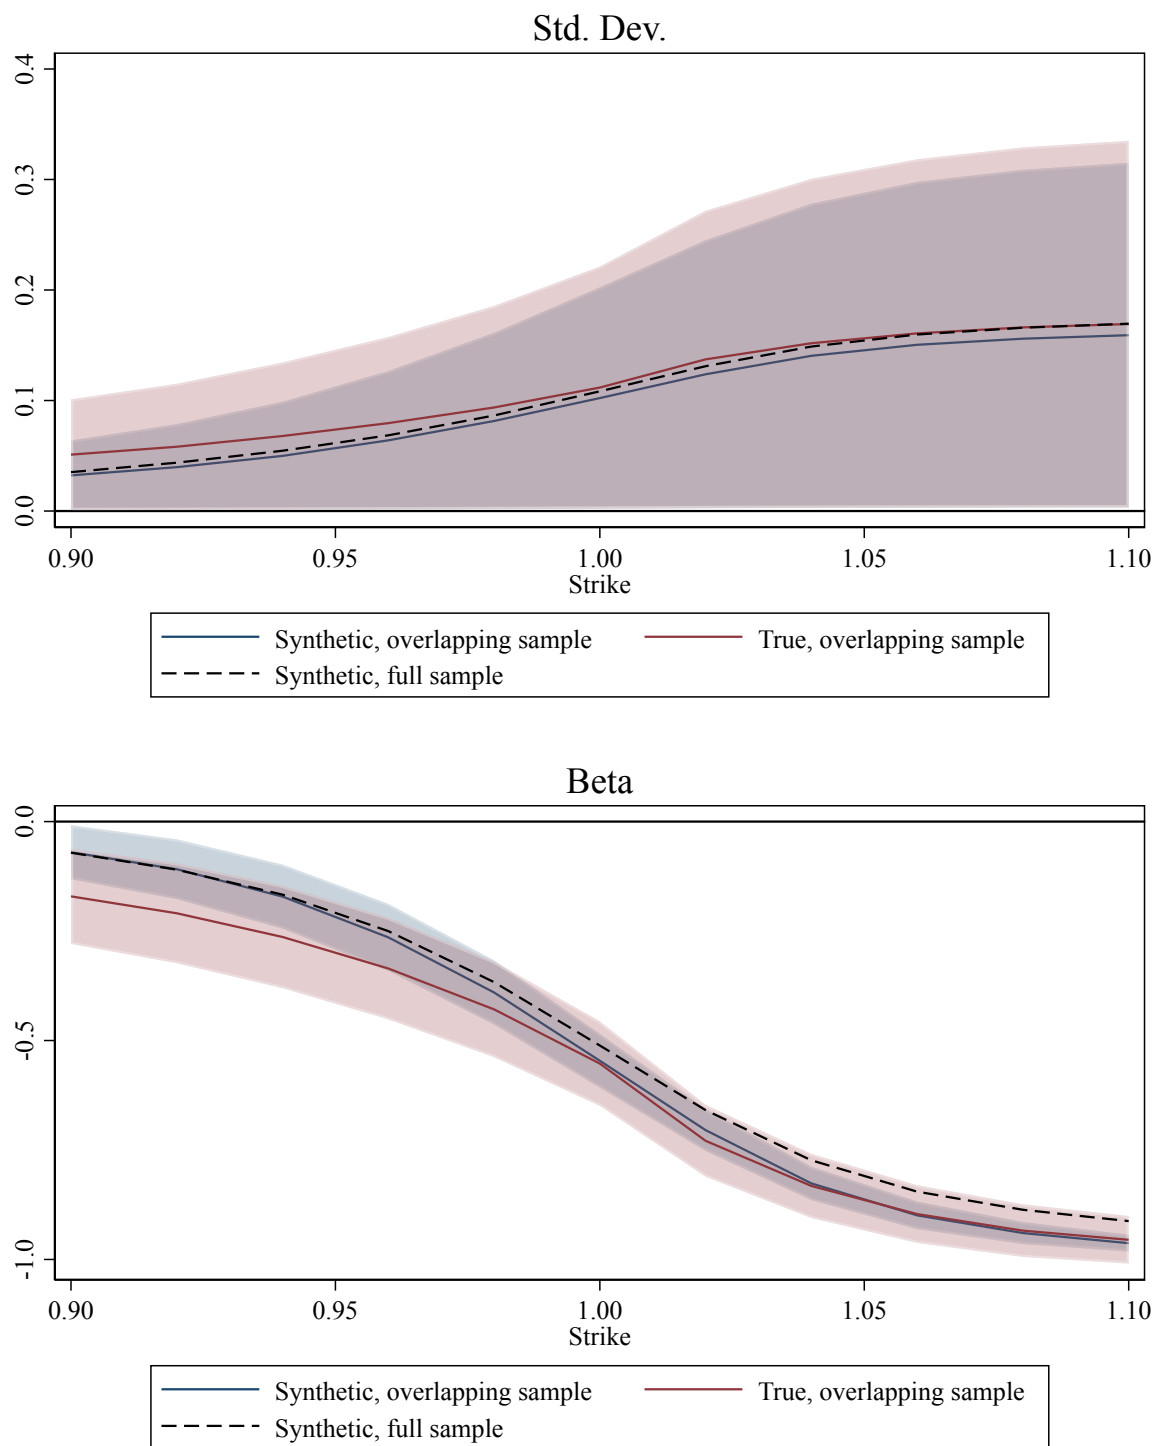 Std. Dev.
0.4
0.3
0.2
0.1
0.0
0.90 0.95 1.00 1.05 1.10
Strike
Synthetic, overlapping sample True, overlapping sample
Synthetic, full sample
Beta
0.0
-0.5
-1.0
0.90 0.95 1.00 1.05 1.10
Strike
Synthetic, overlapping sample True, overlapping sample
Synthetic, full sample